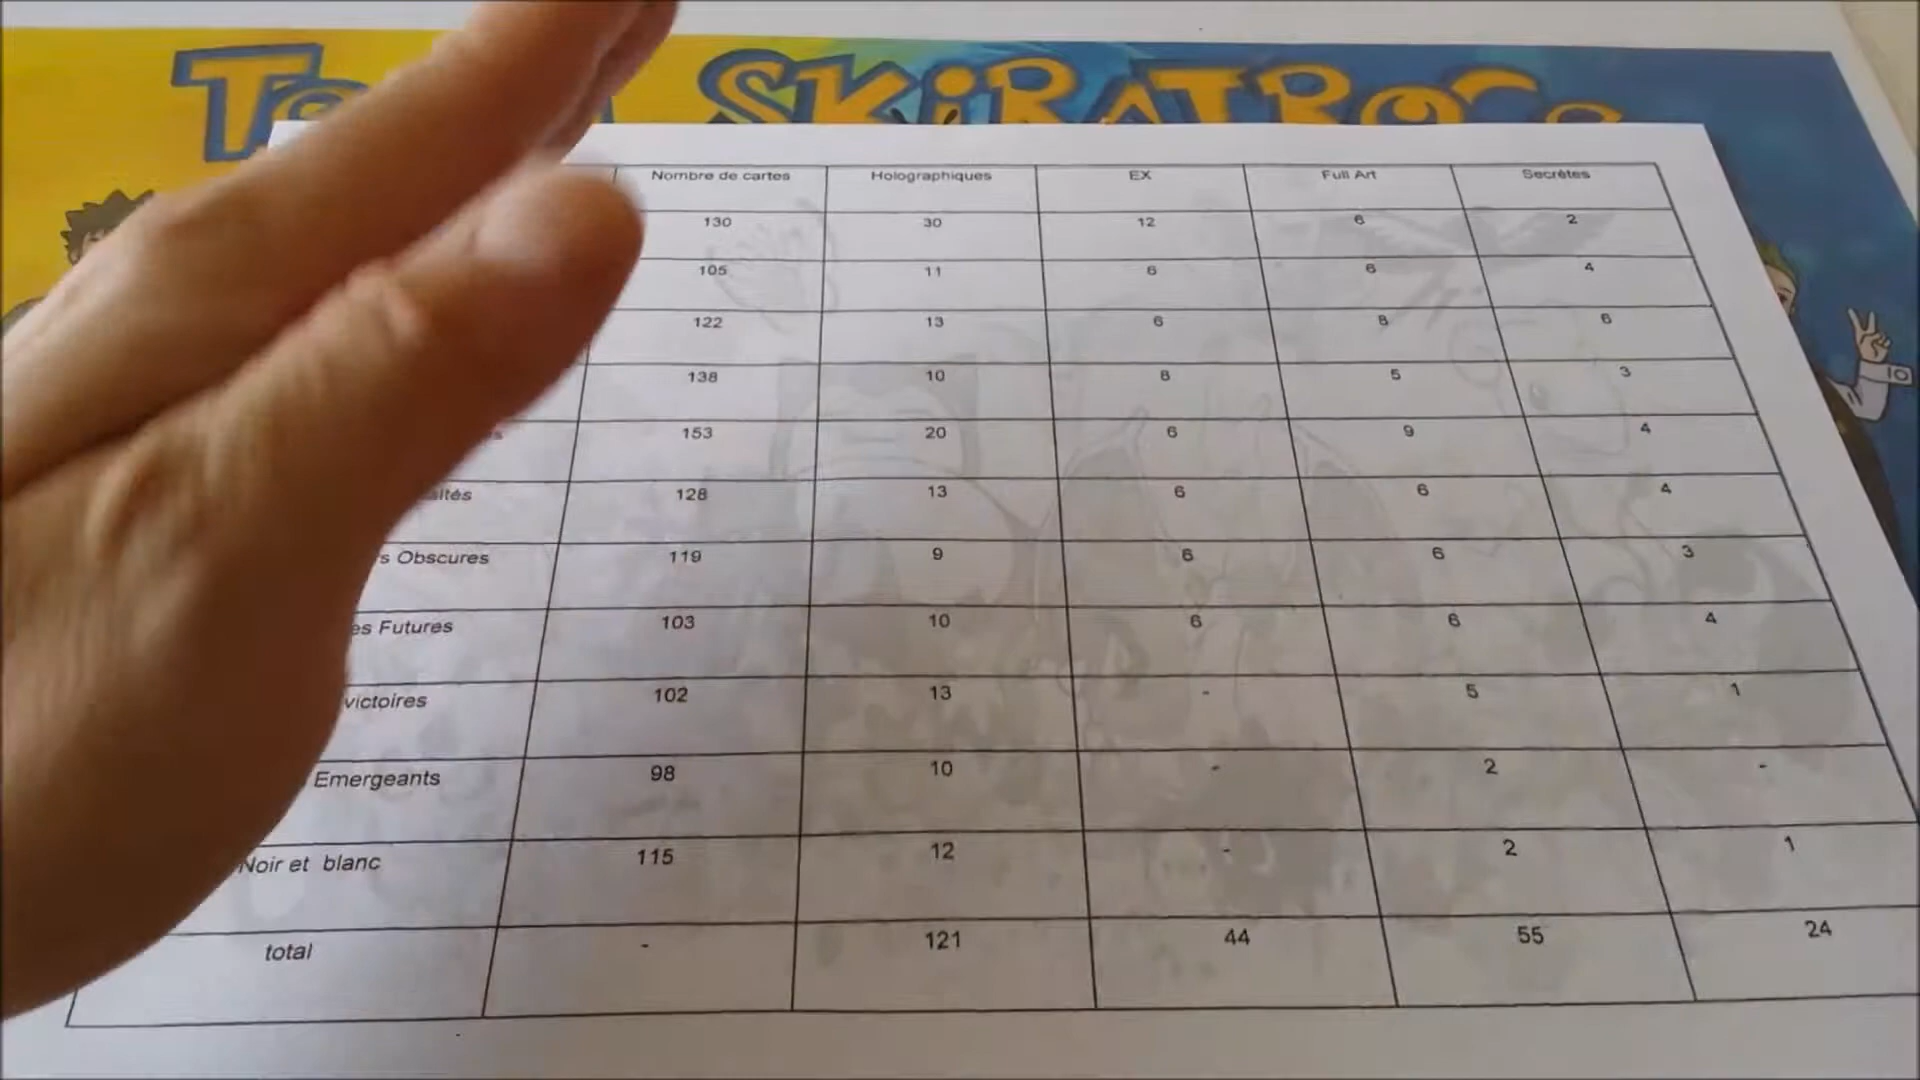 SKiRATROCS
Nombre de cartes Holographiques EX Full Art Secrètes
130 30 12 6 2
105 11 6 6 4
122 13 6 8 6
138 10 8 5 3
153 20 6 9 4
128 13 6 6 4
Obscures 119 9 6 6 3
Futures 103 10 6 6 4
victoires 102 13 - 5 1
Emergeants 98 10 - 2 -
Noir et blanc 115 12 - 2 1
total - 121 44 55 24
10